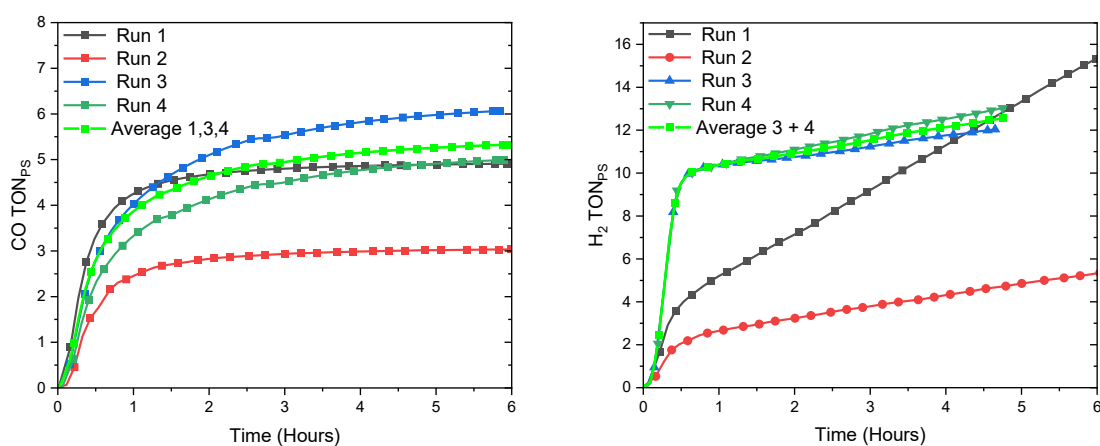 8
7
6
5
4
3
2
1
0
CO TON_PS
Run 1
Run 2
Run 3
Run 4
Average 1,3,4
0 1 2 3 4 5 6
Time (Hours)
16
14
12
10
8
6
4
2
0
H₂ TON_PS
Run 1
Run 2
Run 3
Run 4
Average 3 + 4
0 1 2 3 4 5 6
Time (Hours)